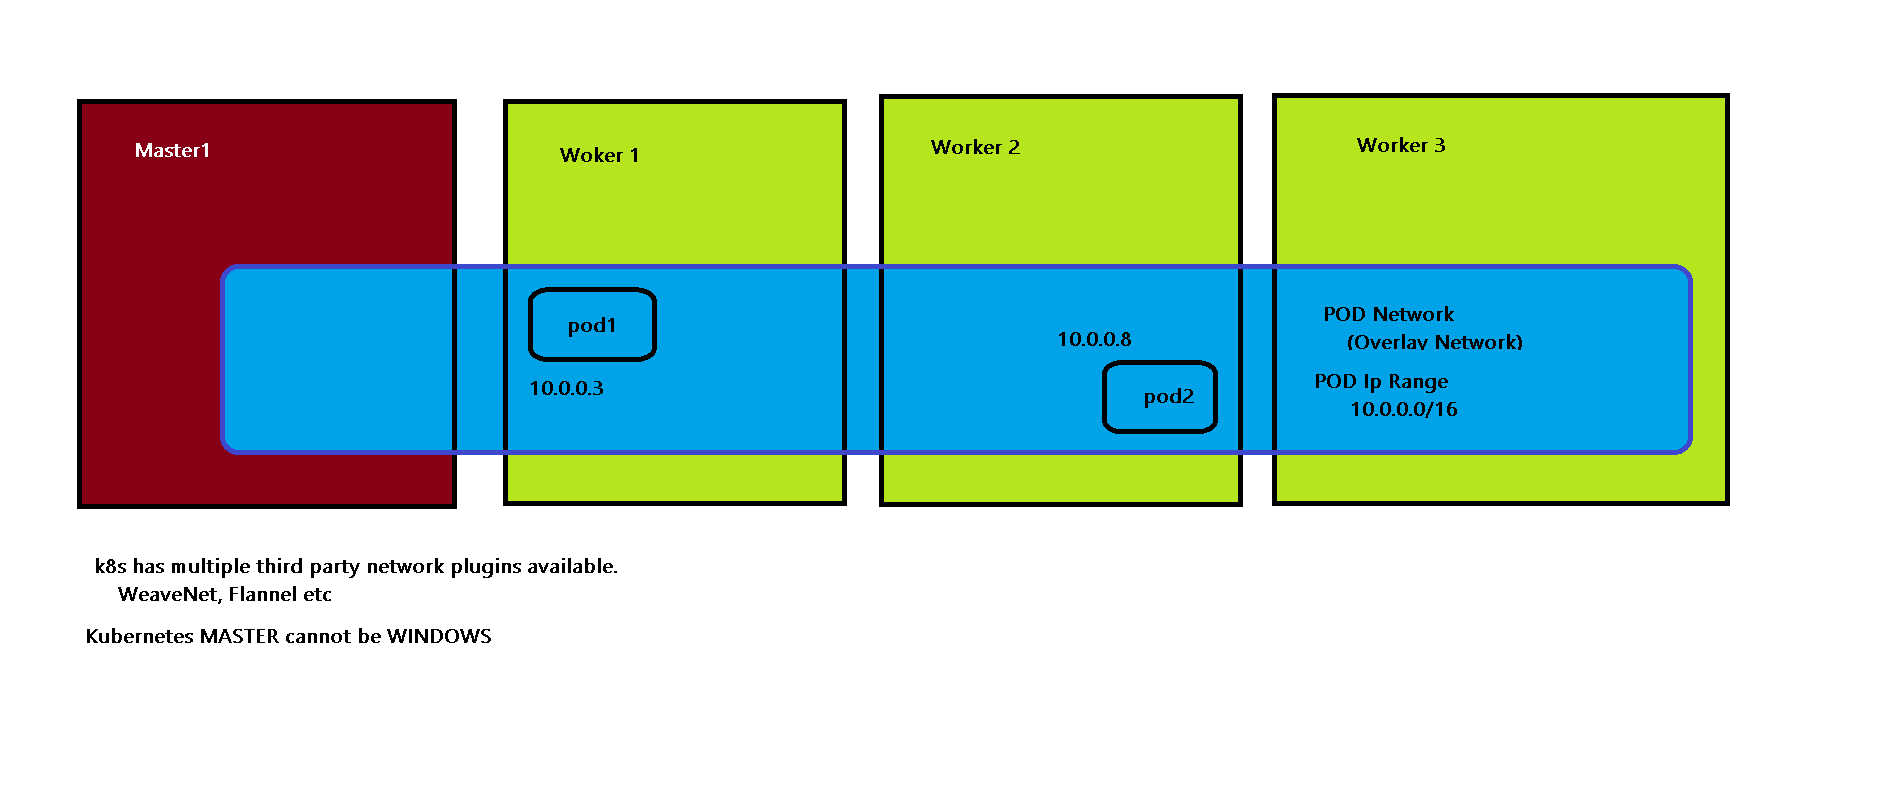 Master1
Woker 1
Worker 2
Worker 3
pod1
10.0.0.3
10.0.0.8
pod2
POD Network
(Overlay Network)
POD Ip Range
10.0.0.0/16
k8s has multiple third party network plugins available.
WeaveNet, Flannel etc
Kubernetes MASTER cannot be WINDOWS